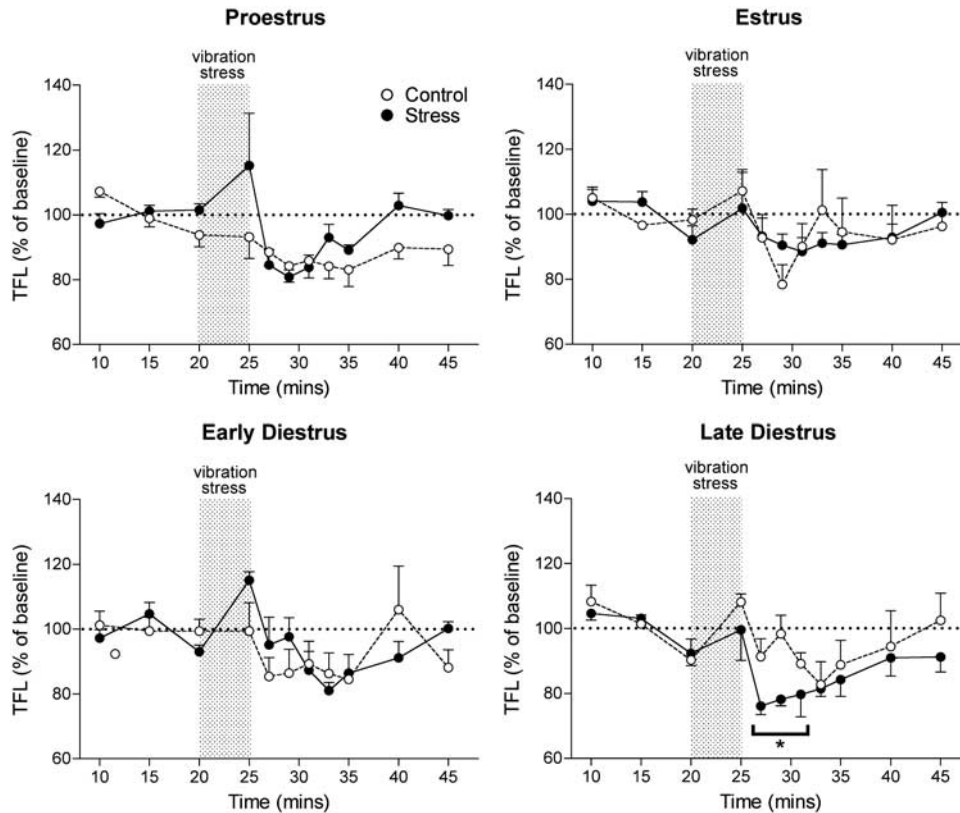 Proestrus
vibration
stress
Control
Stress
TFL (% of baseline)
140
120
100
80
60
10 15 20 25 30 35 40 45
Time (mins)
Estrus
TFL (% of baseline)
140
120
100
80
60
10 15 20 25 30 35 40 45
Time (mins)
Early Diestrus
vibration
stress
TFL (% of baseline)
140
120
100
80
60
10 15 20 25 30 35 40 45
Time (mins)
Late Diestrus
vibration
stress
TFL (% of baseline)
140
120
100
80
60
*
10 15 20 25 30 35 40 45
Time (mins)